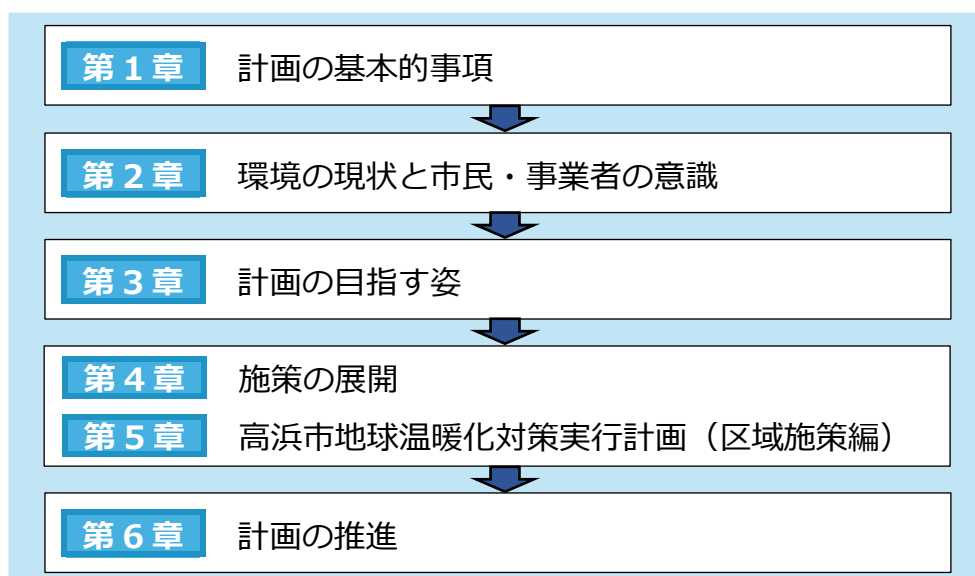 第1章 計画の基本的事項
第2章 環境の現状と市民・事業者の意識
第3章 計画の目指す姿
第4章 施策の展開
第5章 高浜市地球温暖化対策実行計画（区域施策編）
第6章 計画の推進